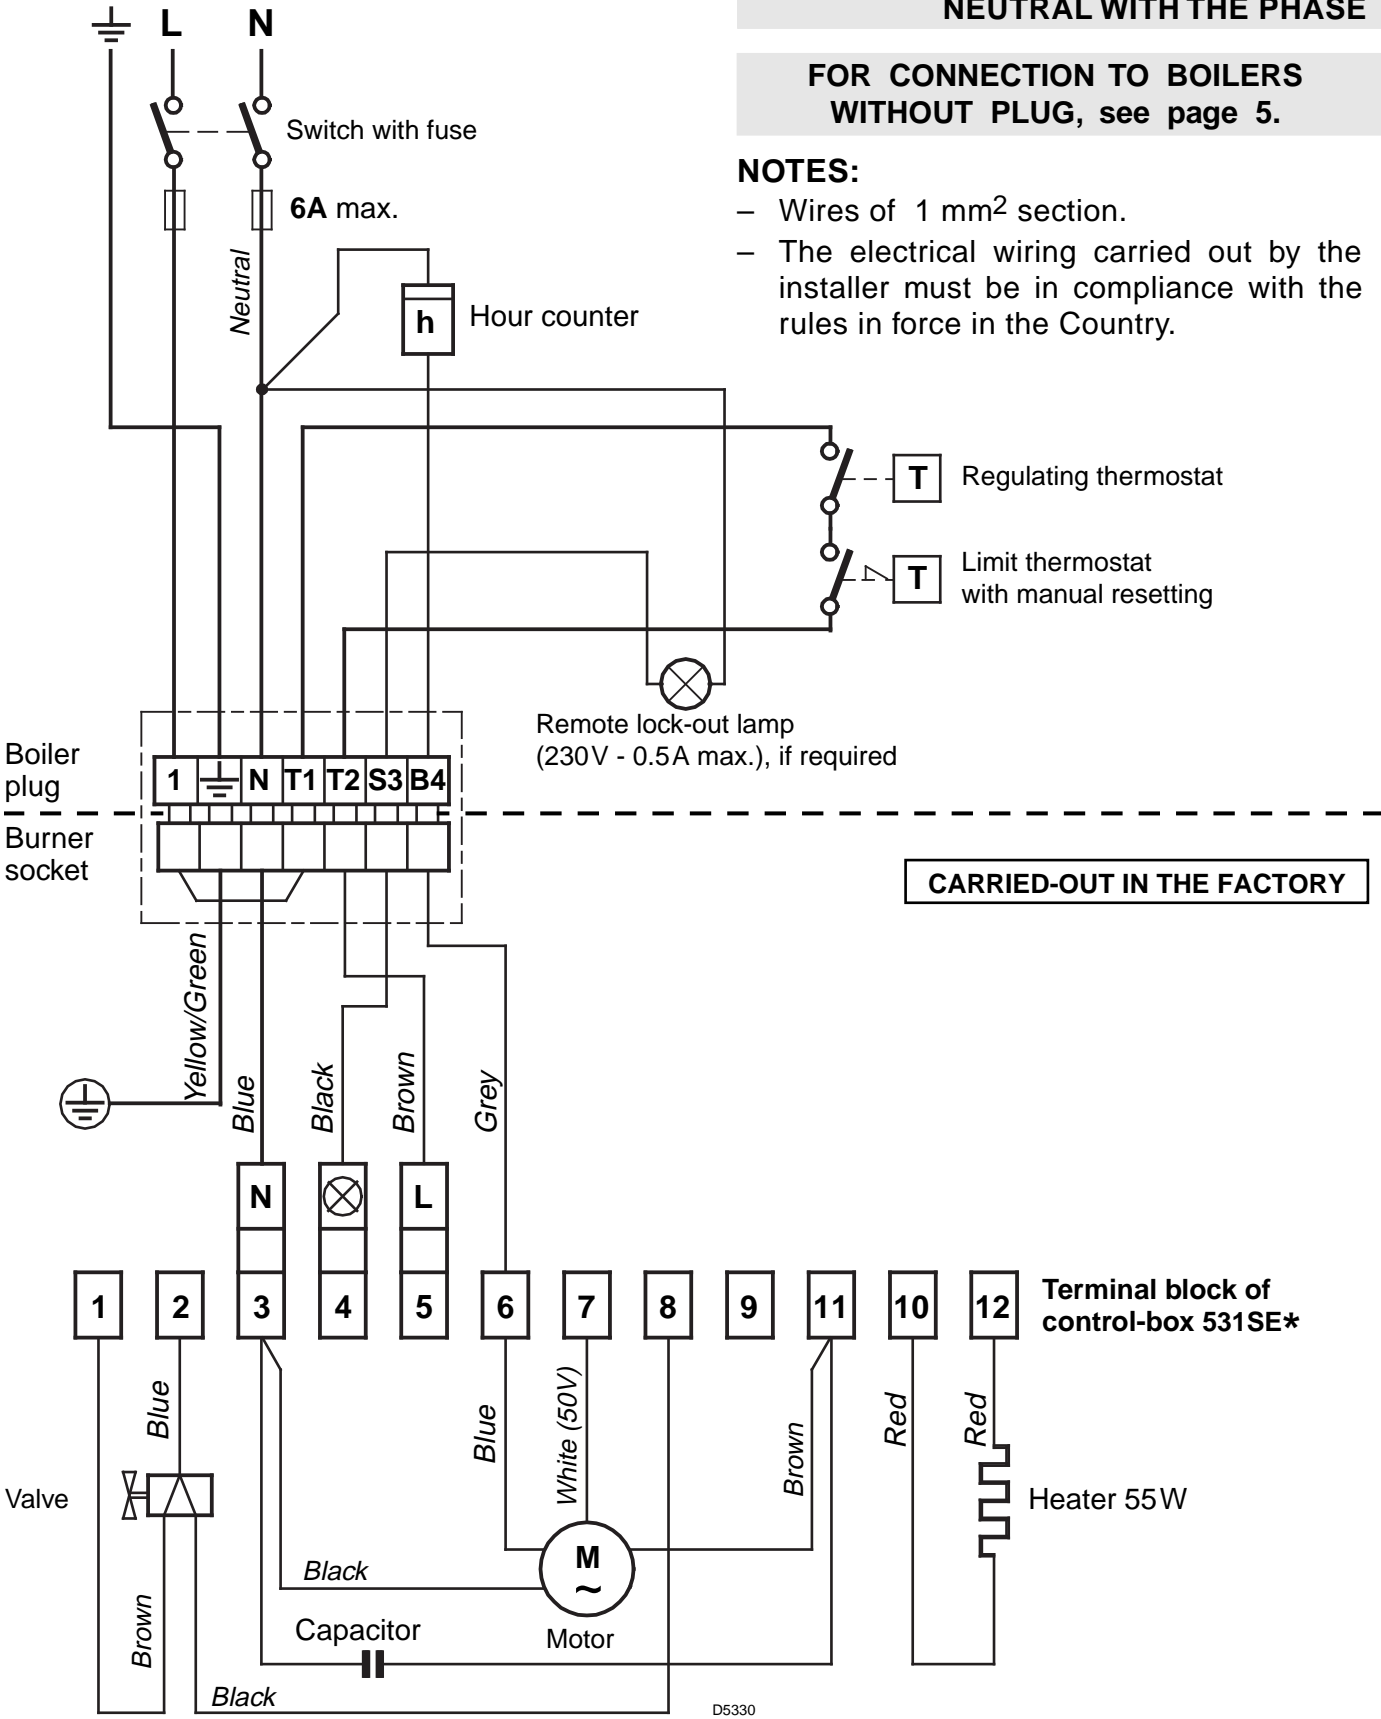 NEUTRAL WITH THE PHASE
L N
FOR CONNECTION TO BOILERS
WITHOUT PLUG, see page 5.
Switch with fuse
6A max.
NOTES:
– Wires of 1 mm2 section.
– The electrical wiring carried out by the
installer must be in compliance with the
rules in force in the Country.
Neutral
h
Hour counter
T
Regulating thermostat
T
Limit thermostat
with manual resetting
Remote lock-out lamp
(230V - 0.5A max.), if required
Boiler
plug
1 N T1 T2 S3 B4
Burner
socket
CARRIED-OUT IN THE FACTORY
Yellow/Green
Blue
Black
Brown
Grey
N L
1 2 3 4 5 6 7 8 9 11 10 12
Terminal block of
control-box 531SE*
Blue
Blue
White (50V)
Brown
Red
Red
Valve
Heater 55W
M
~
Black
Brown
Capacitor
Motor
Black
D5330